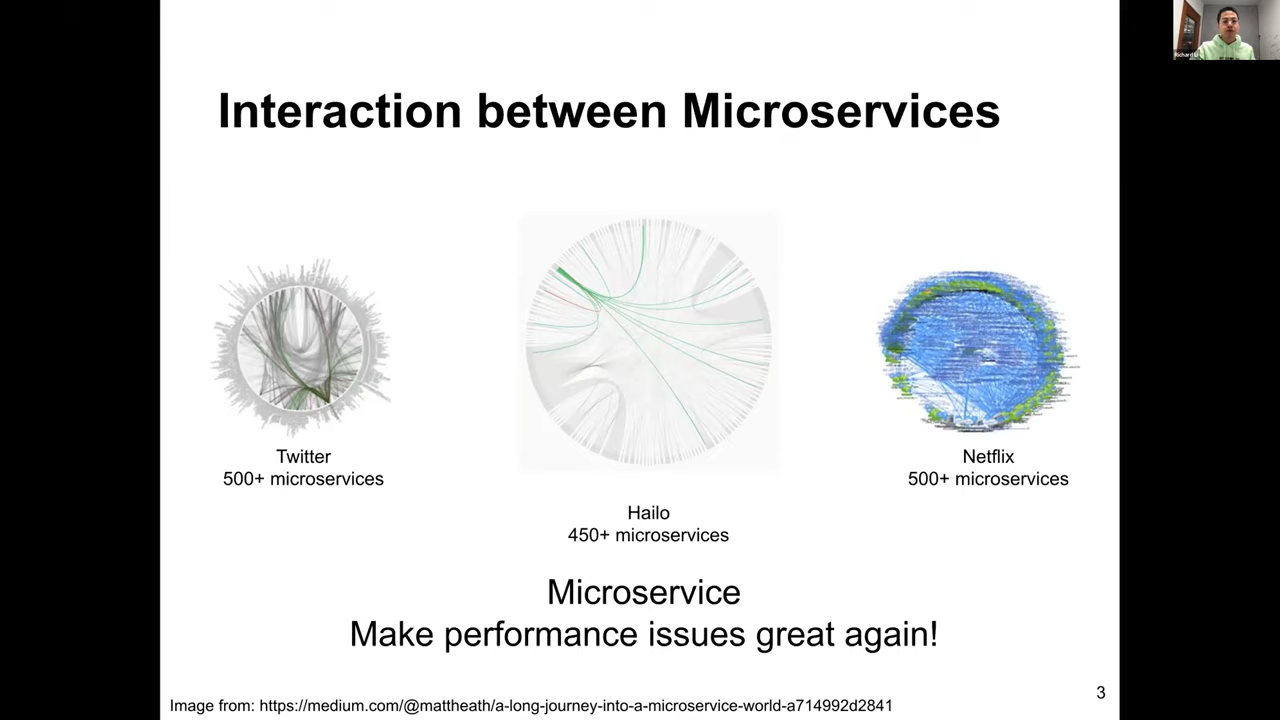 Interaction between Microservices
Twitter
500+ microservices
Hailo
450+ microservices
Netflix
500+ microservices
Microservice
Make performance issues great again!
Image from: https://medium.com/@mattheath/a-long-journey-into-a-microservice-world-a714992d2841
3